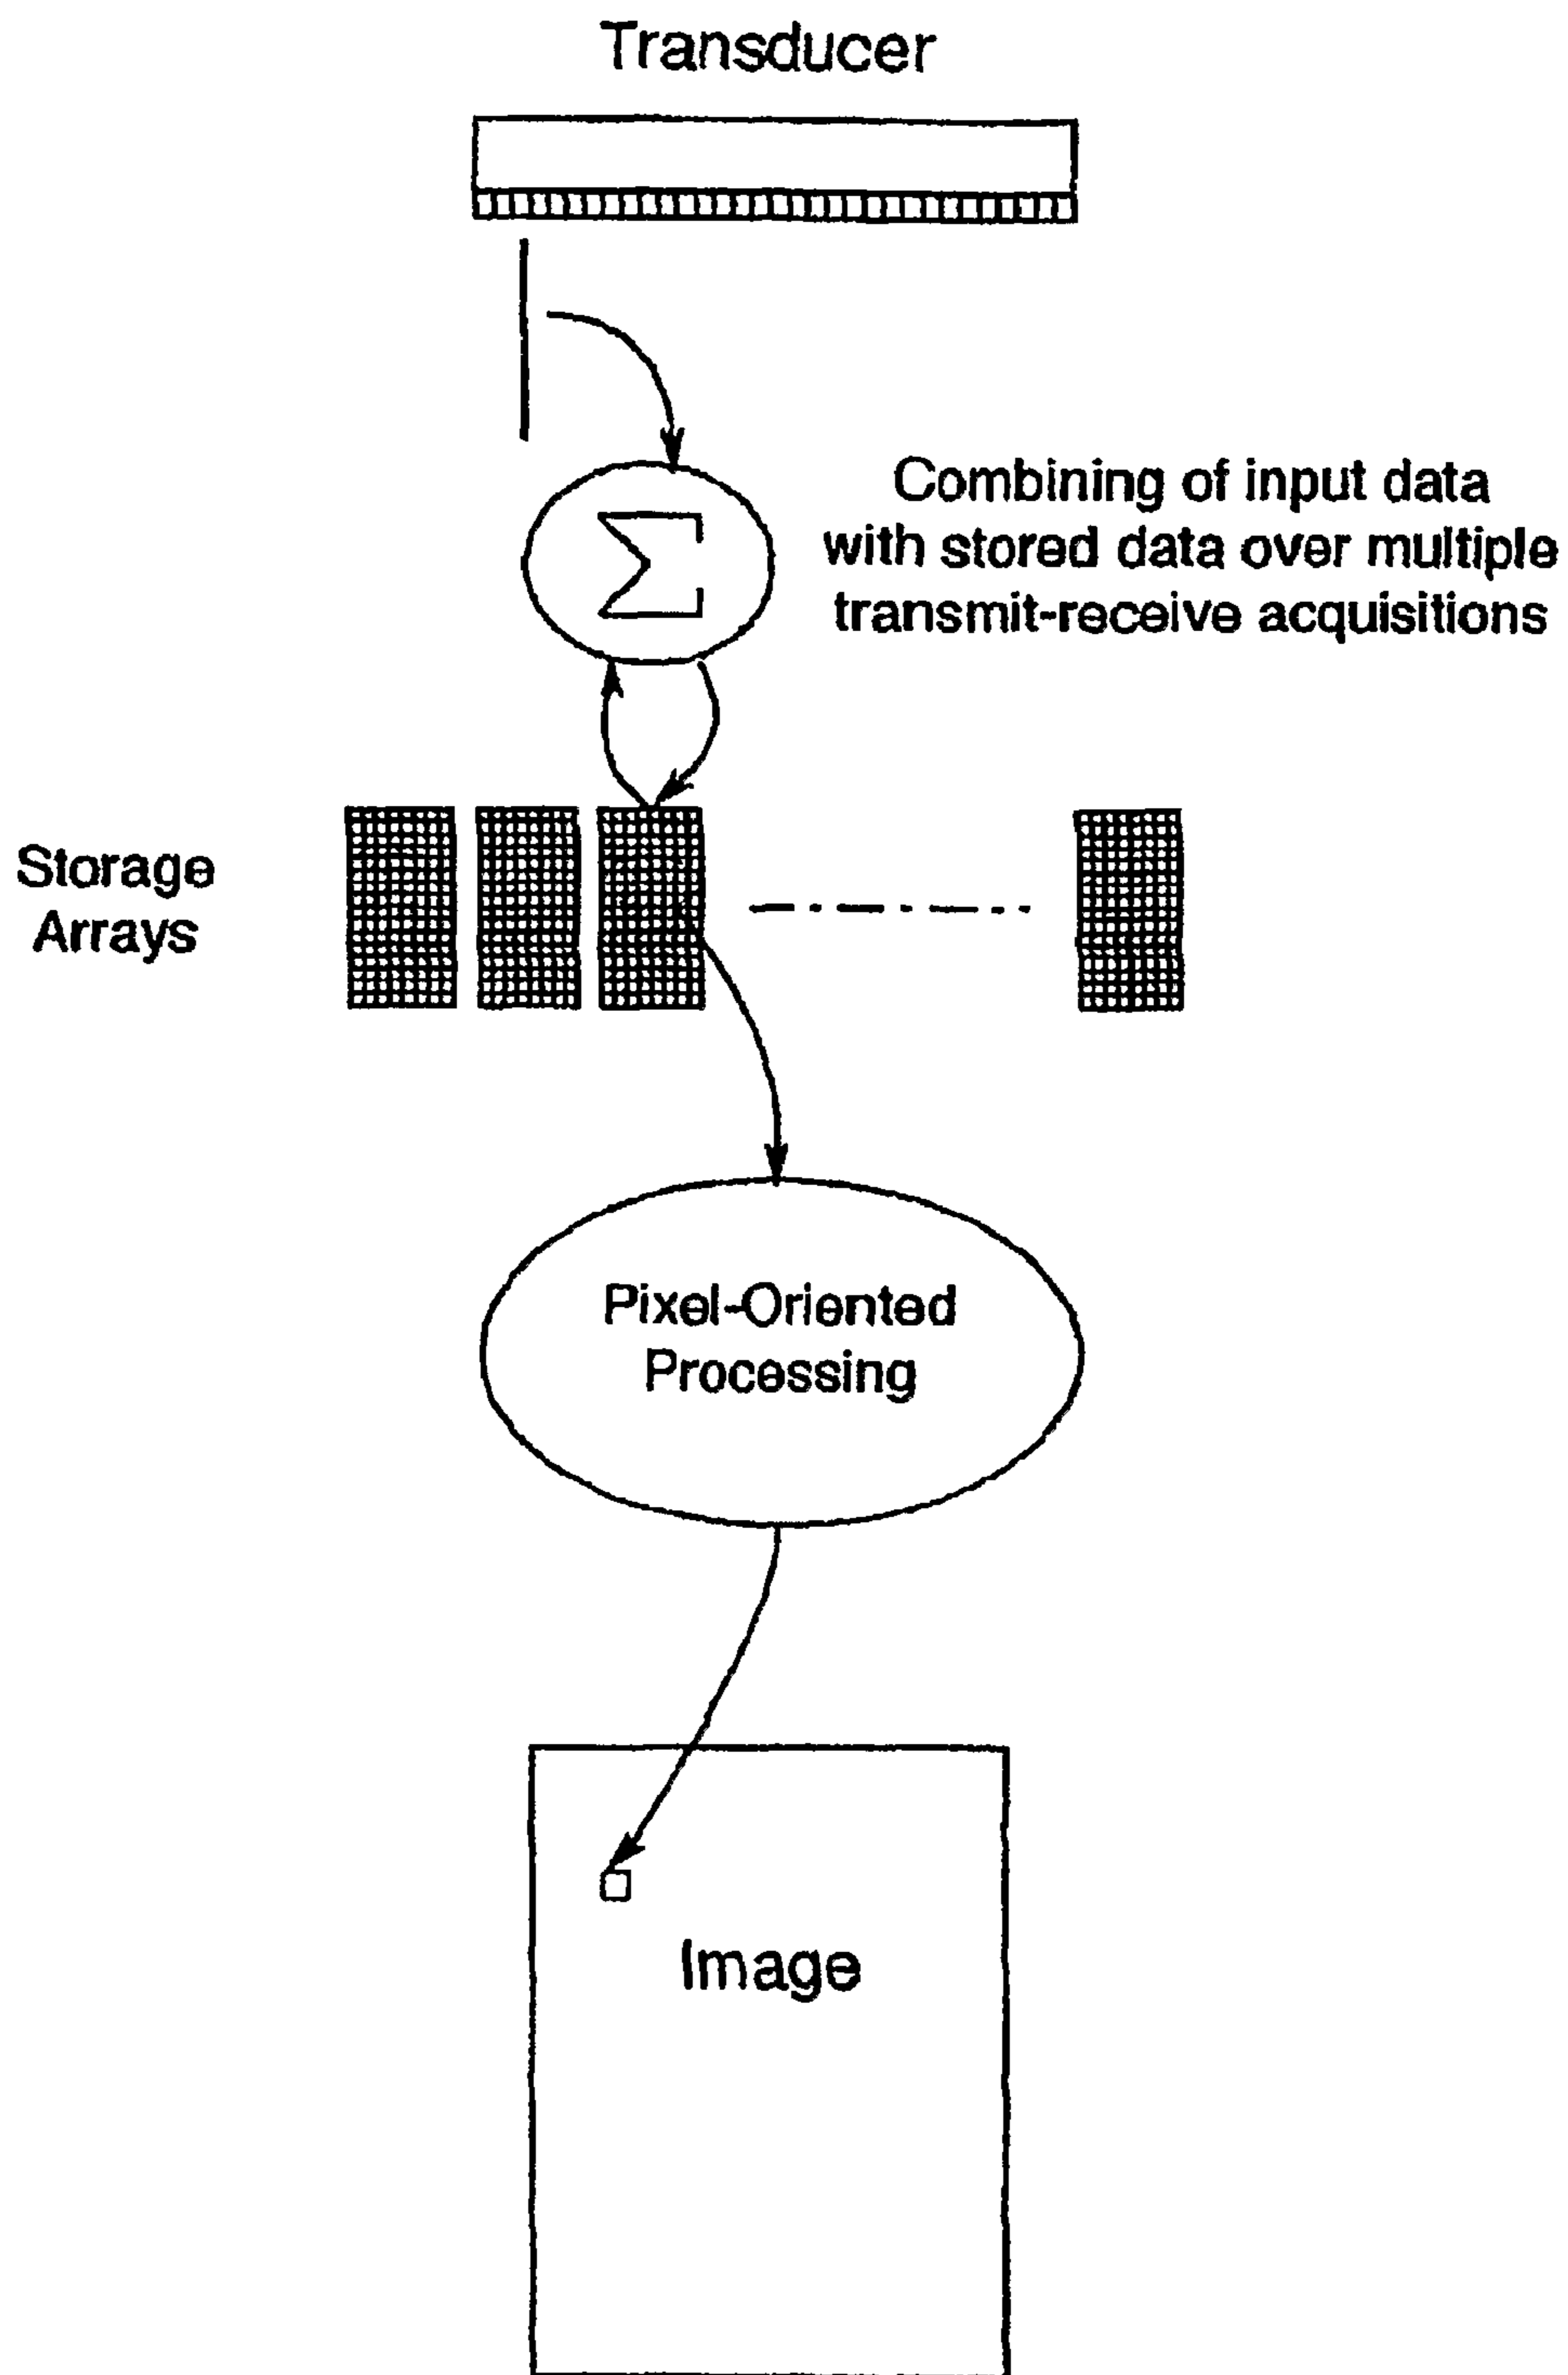 Transducer
Σ
Combining of input data
with stored data over multiple
transmit-receive acquisitions
Storage
Arrays
Pixel-Oriented
Processing
Image